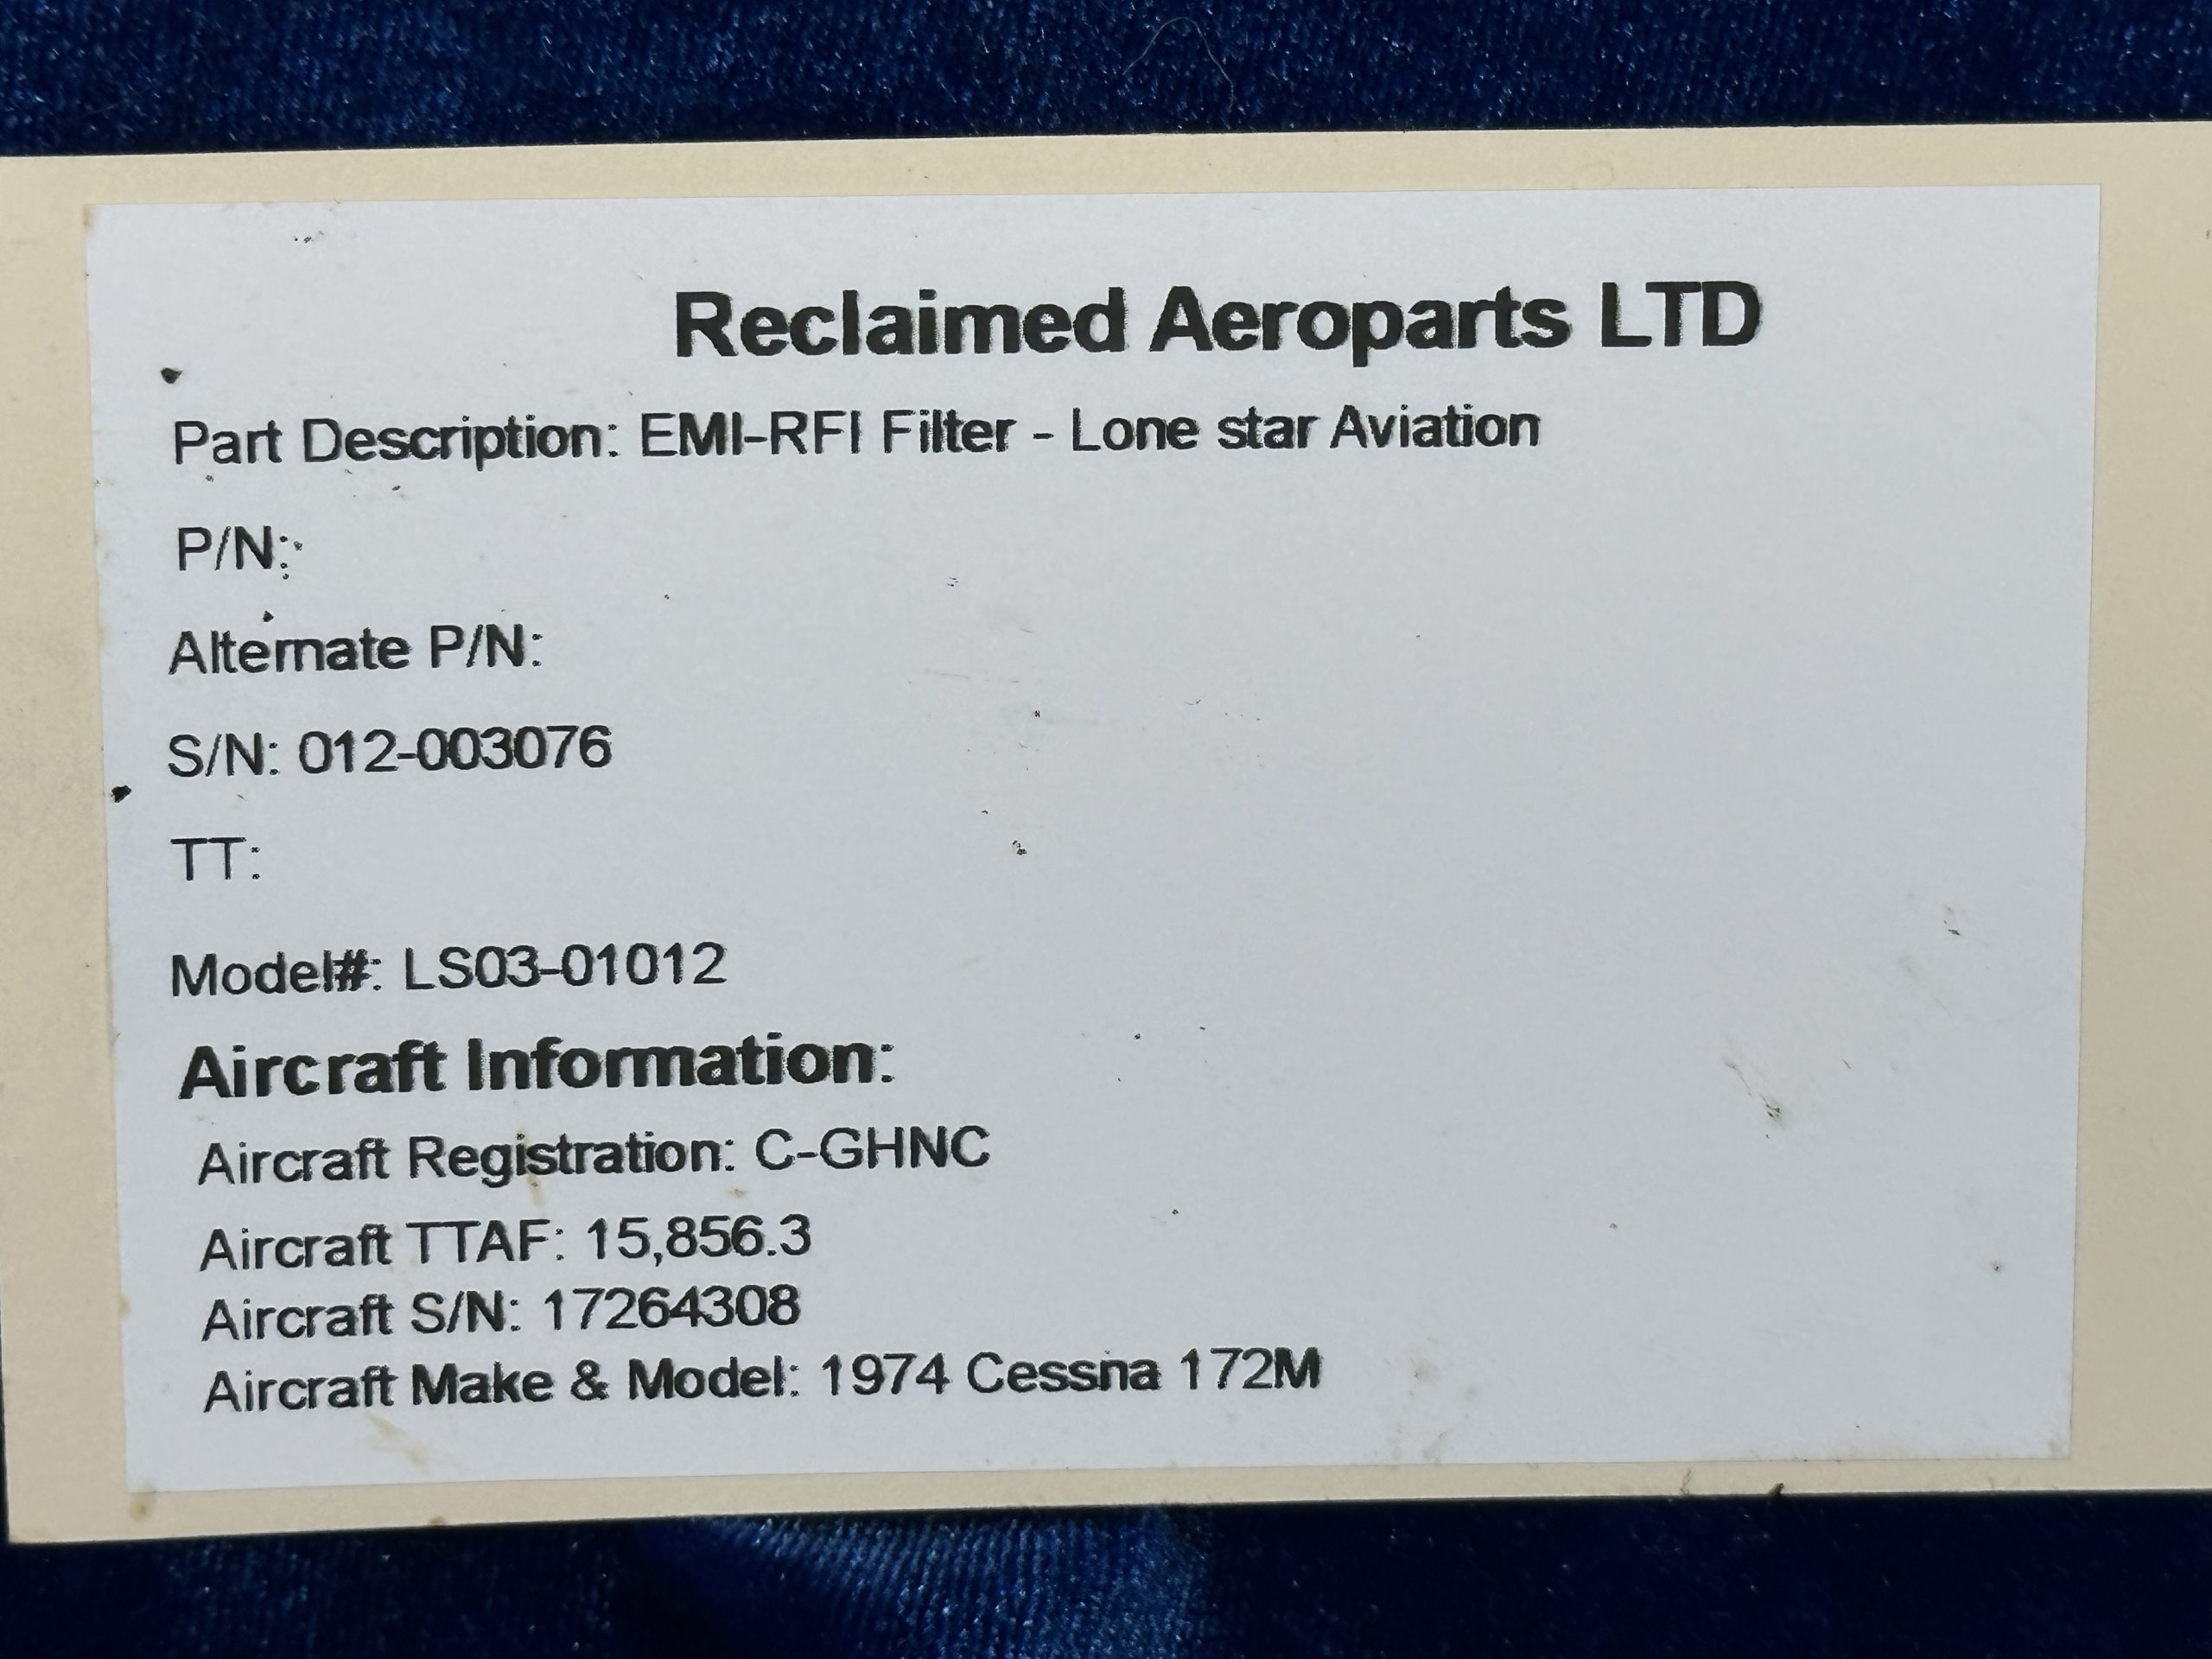 Reclaimed Aeroparts LTD
Part Description: EMI-RFI Filter - Lone star Aviation
P/N:
Alternate P/N:
S/N: 012-003076
TT:
Model#: LS03-01012
Aircraft Information:
Aircraft Registration: C-GHNC
Aircraft TTAF: 15,856.3
Aircraft S/N: 17264308
Aircraft Make & Model: 1974 Cessna 172M